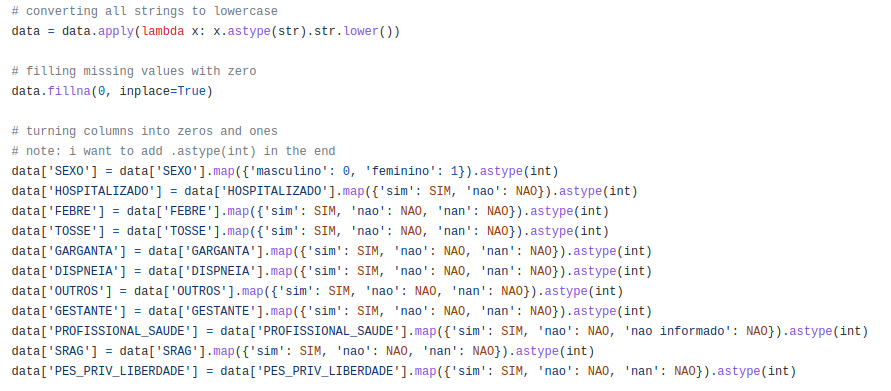 # converting all strings to lowercase
data = data.apply(lambda x: x.astype(str).str.lower())
# filling missing values with zero
data.fillna(0, inplace=True)
# turning columns into zeros and ones
# note: i want to add .astype(int) in the end
data['SEXO'] = data['SEXO'].map({'masculino': 0, 'feminino': 1}).astype(int)
data['HOSPITALIZADO'] = data['HOSPITALIZADO'].map({'sim': SIM, 'nao': NAO}).astype(int)
data['FEBRE'] = data['FEBRE'].map({'sim': SIM, 'nao': NAO, 'nan': NAO}).astype(int)
data['TOSSE'] = data['TOSSE'].map({'sim': SIM, 'nao': NAO, 'nan': NAO}).astype(int)
data['GARGANTA'] = data['GARGANTA'].map({'sim': SIM, 'nao': NAO, 'nan': NAO}).astype(int)
data['DISPNEIA'] = data['DISPNEIA'].map({'sim': SIM, 'nao': NAO, 'nan': NAO}).astype(int)
data['OUTROS'] = data['OUTROS'].map({'sim': SIM, 'nao': NAO, 'nan': NAO}).astype(int)
data['GESTANTE'] = data['GESTANTE'].map({'sim': SIM, 'nao': NAO, 'nan': NAO}).astype(int)
data['PROFISSIONAL_SAUDE'] = data['PROFISSIONAL_SAUDE'].map({'sim': SIM, 'nao': NAO, 'nao informado': NAO}).astype(int)
data['SRAG'] = data['SRAG'].map({'sim': SIM, 'nao': NAO, 'nan': NAO}).astype(int)
data['PES_PRIV_LIBERDADE'] = data['PES_PRIV_LIBERDADE'].map({'sim': SIM, 'nao': NAO, 'nan': NAO}).astype(int)